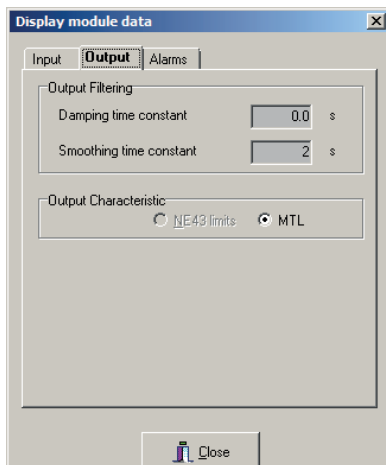 Display module data
Input Output Alarms
Output Filtering
Damping time constant 0.0 s
Smoothing time constant 2 s
Output Characteristic
NE43 limits MTL
Close